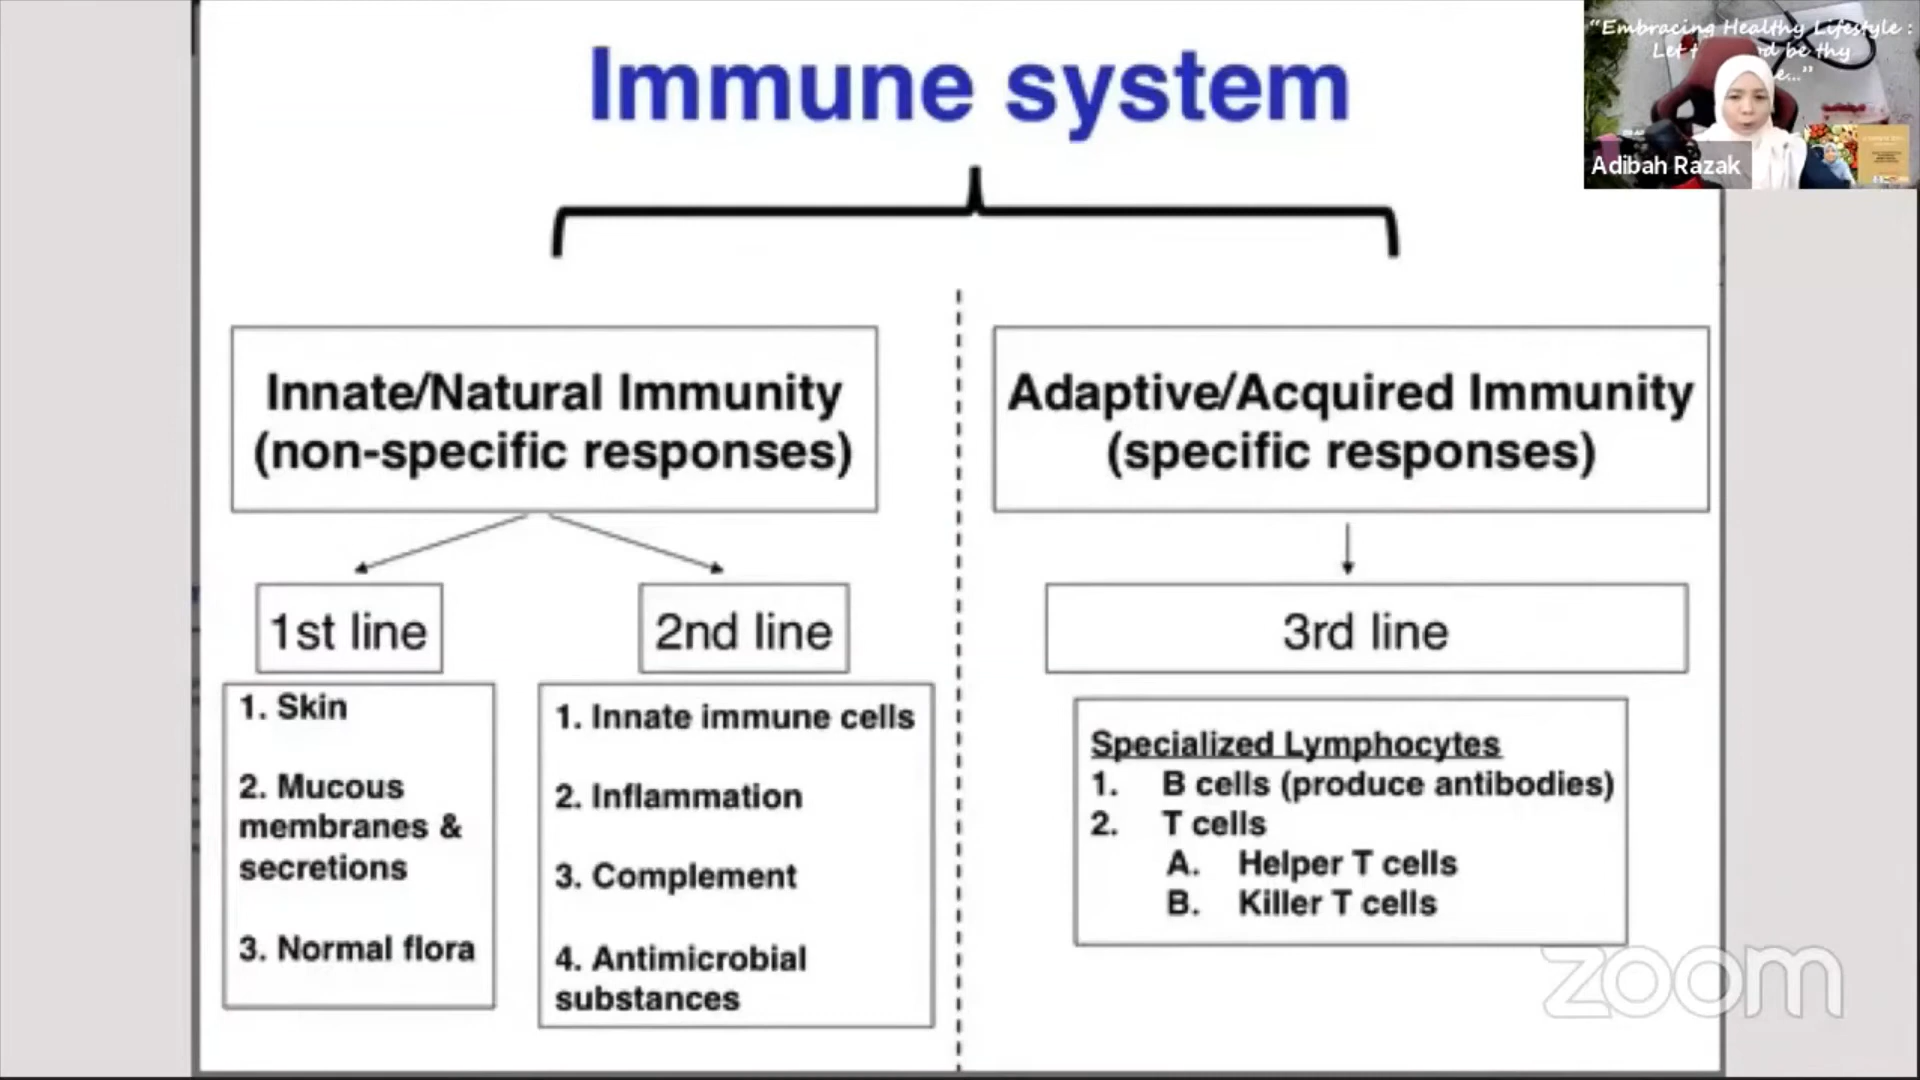 Immune system
“Embracing Healthy Lifestyle :
Let be thy
Adibah Razak
Innate/Natural Immunity
(non-specific responses)
Adaptive/Acquired Immunity
(specific responses)
1st line
2nd line
3rd line
1. Skin
2. Mucous
membranes &
secretions
3. Normal flora
1. Innate immune cells
2. Inflammation
3. Complement
4. Antimicrobial
substances
Specialized Lymphocytes
1. B cells (produce antibodies)
2. T cells
A. Helper T cells
B. Killer T cells
zoom